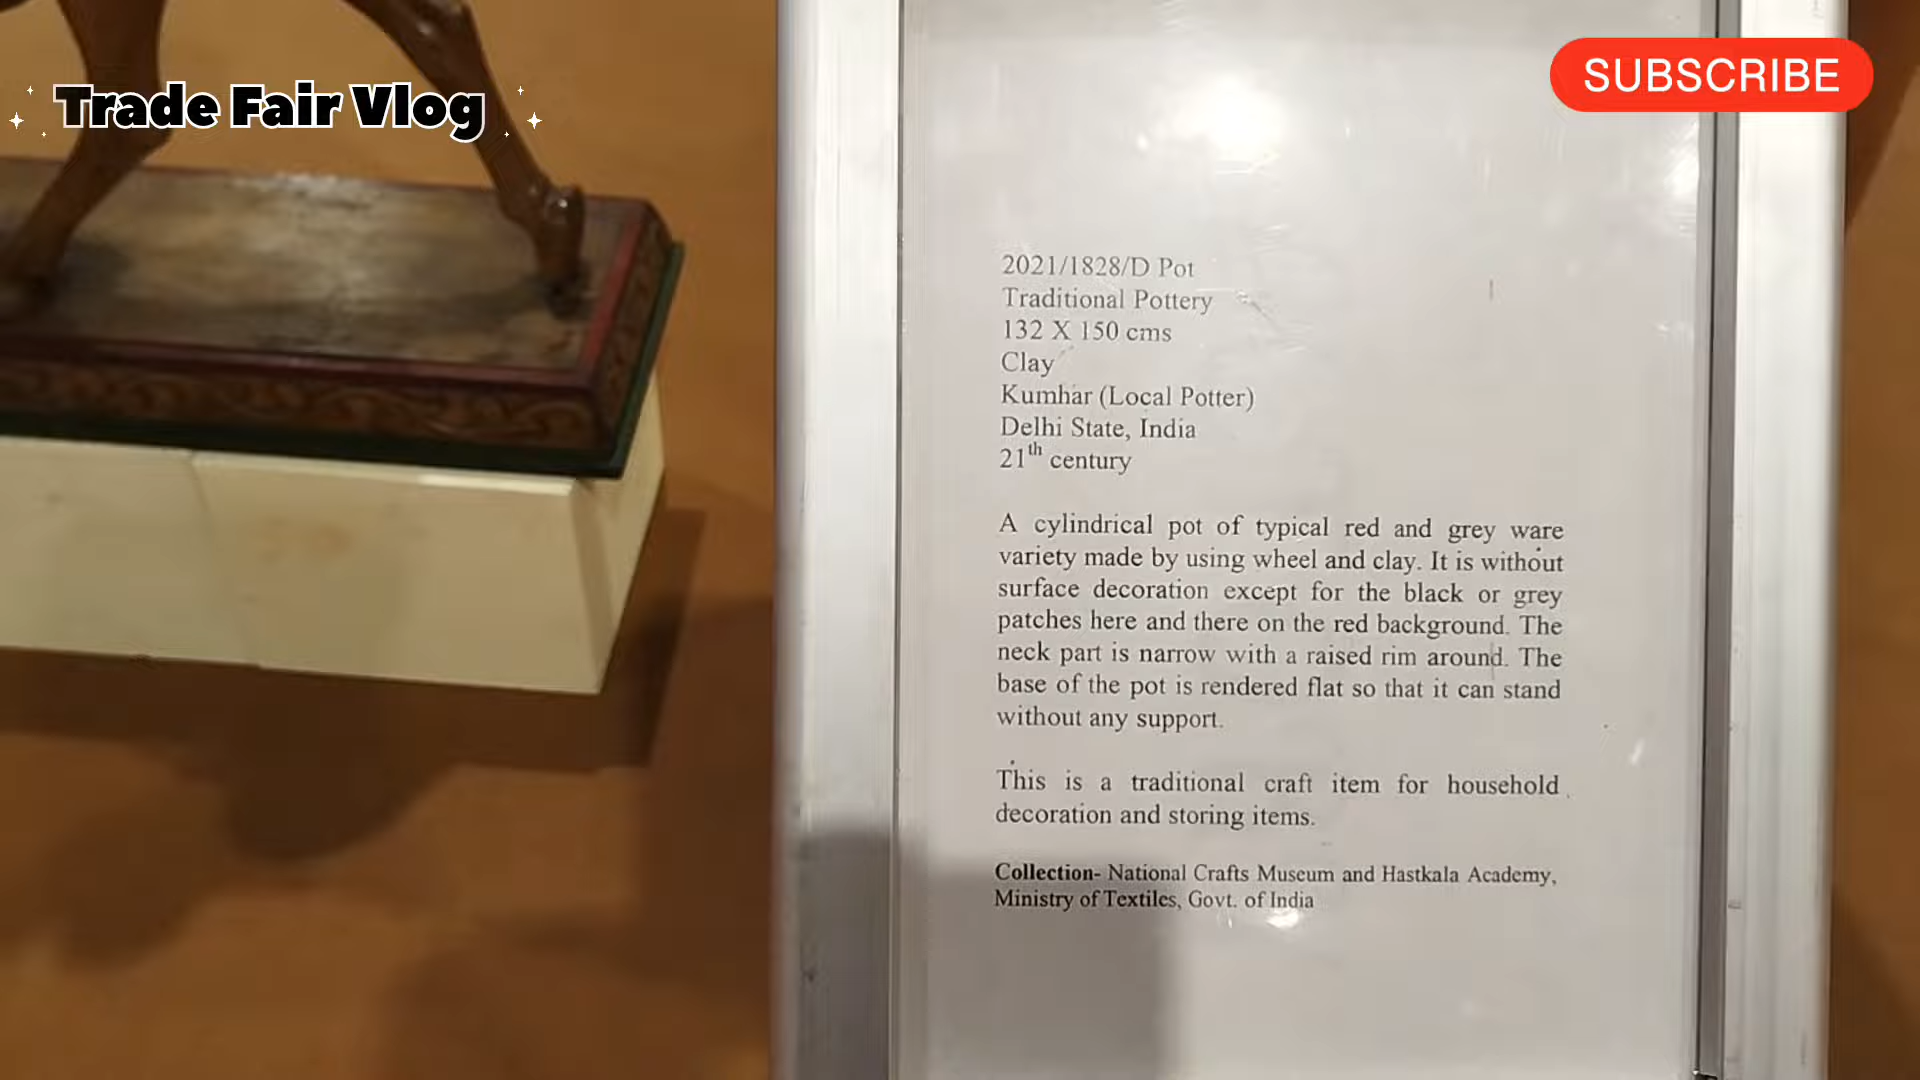 Trade Fair Vlog
SUBSCRIBE
2021/1828/D Pot
Traditional Pottery
132 X 150 cms
Clay
Kumhar (Local Potter)
Delhi State, India
21th century
A cylindrical pot of typical red and grey ware
variety made by using wheel and clay. It is without
surface decoration except for the black or grey
patches here and there on the red background. The
neck part is narrow with a raised rim around. The
base of the pot is rendered flat so that it can stand
without any support.
This is a traditional craft item for household
decoration and storing items.
Collection- National Crafts Museum and Hastkala Academy,
Ministry of Textiles, Govt. of India